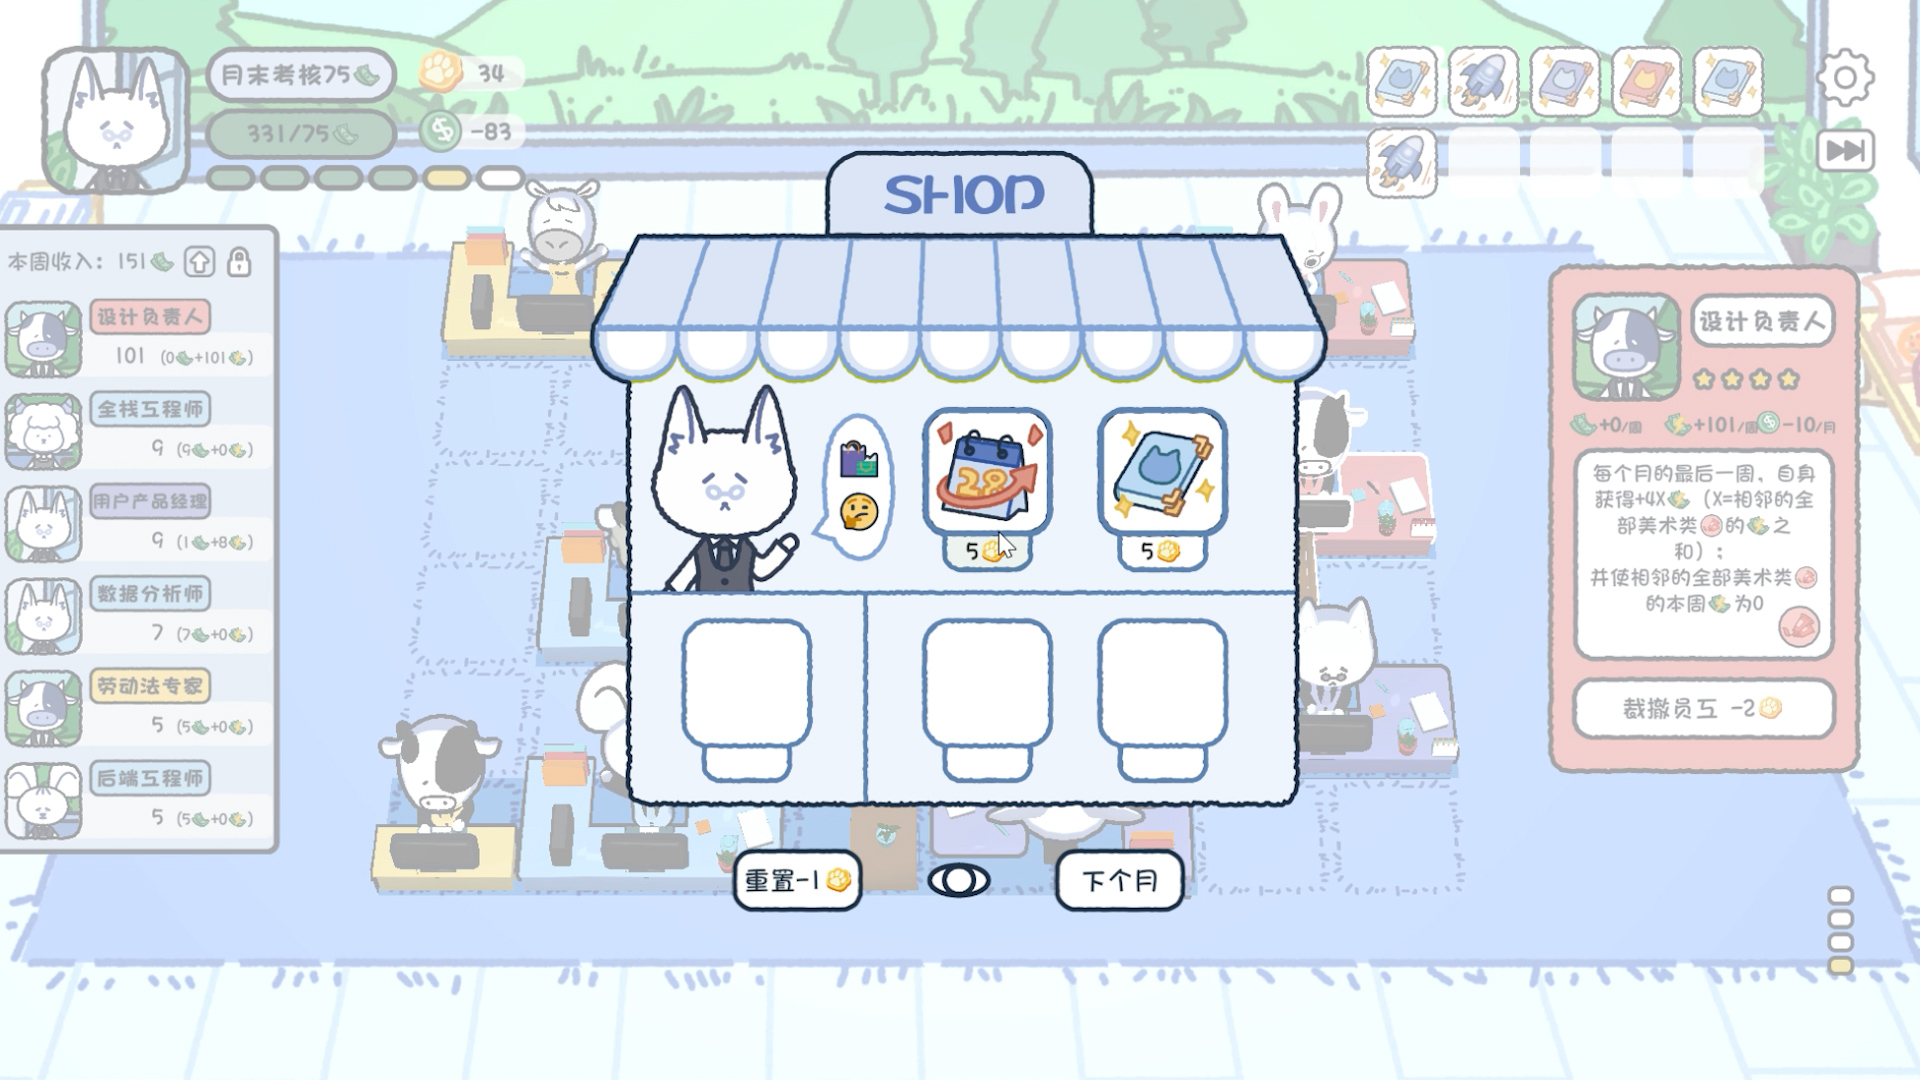 月末考核75
34
331/75
-83
SHOP
本周收入: 151
设计负责人
101 (0+101)
全栈工程师
9 (9+0)
用户产品经理
9 (1+8)
数据分析师
7 (7+0)
劳动法专家
5 (5+0)
后端工程师
5 (5+0)
28
5
5
重置-1
下个月
设计负责人
+0/周 +101/周 -10/月
每个月的最后一周，自身
获得+4X（X=相邻的全
部美术类的之
和）；
并使相邻的全部美术类
的本周为0
裁撤员工 -2